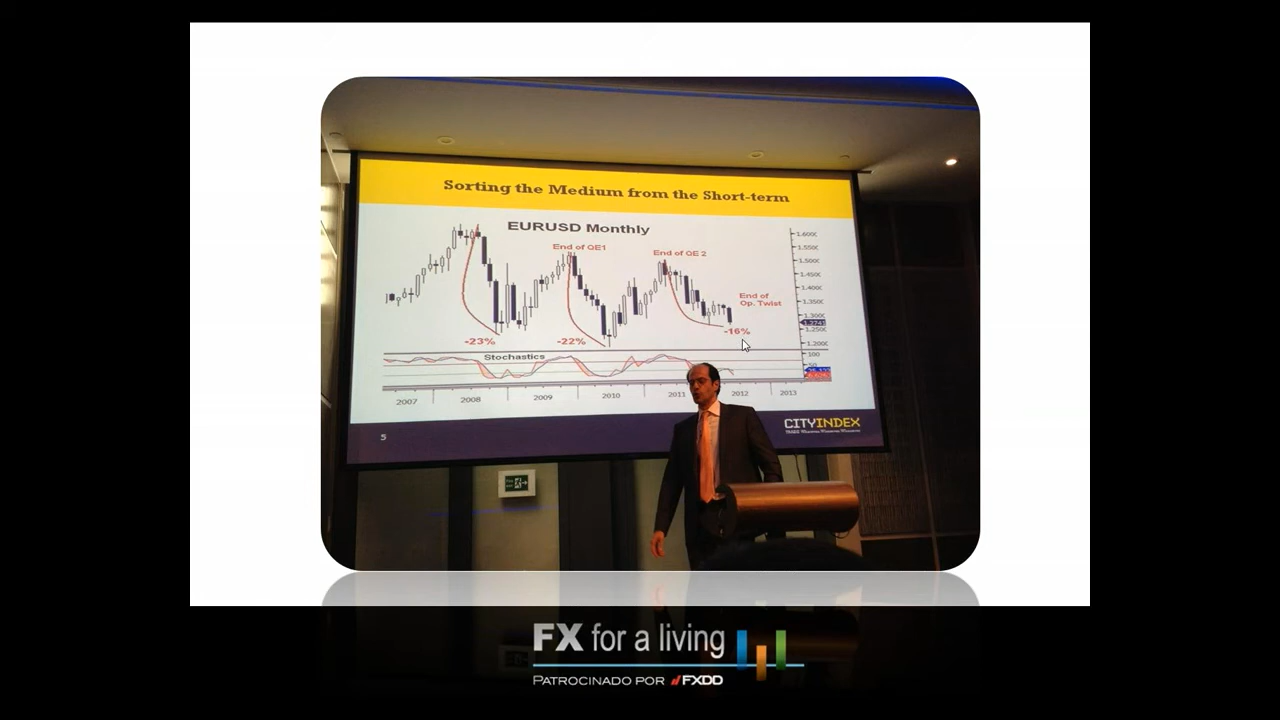 Sorting the Medium from the Short-term
EURUSD Monthly
End of QE1
End of QE 2
End of
Op. Twist
-23%
-22%
-16%
1.600
1.550
1.500
1.450
1.400
1.350
1.300
1.250
1.200
Stochastics
100
2007 2008 2009 2010 2011 2012 2013
5
CITYINDEX
FX for a living
PATROCINADO POR FXDD